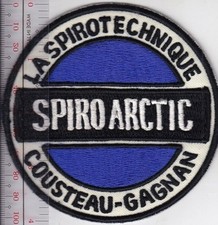 LA SPIROTECHNIQUE
SPIRO ARCTIC
COUSTEAU-GAGNAN